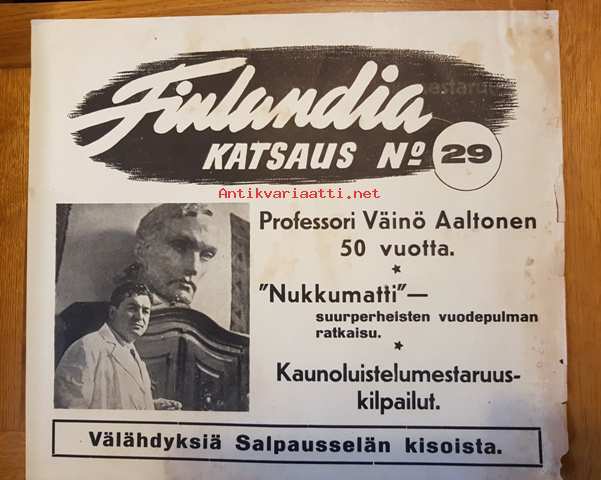 Finlandia
KATSAUS Nº 29
Antikvariaatti.net
Professori Väinö Aaltonen
50 vuotta.
"Nukkumatti"—
suurperheisten vuodepulman
ratkaisu.
Kaunoluistelumestaruus-
kilpailut.
Välähdyksiä Salpausselän kisoista.